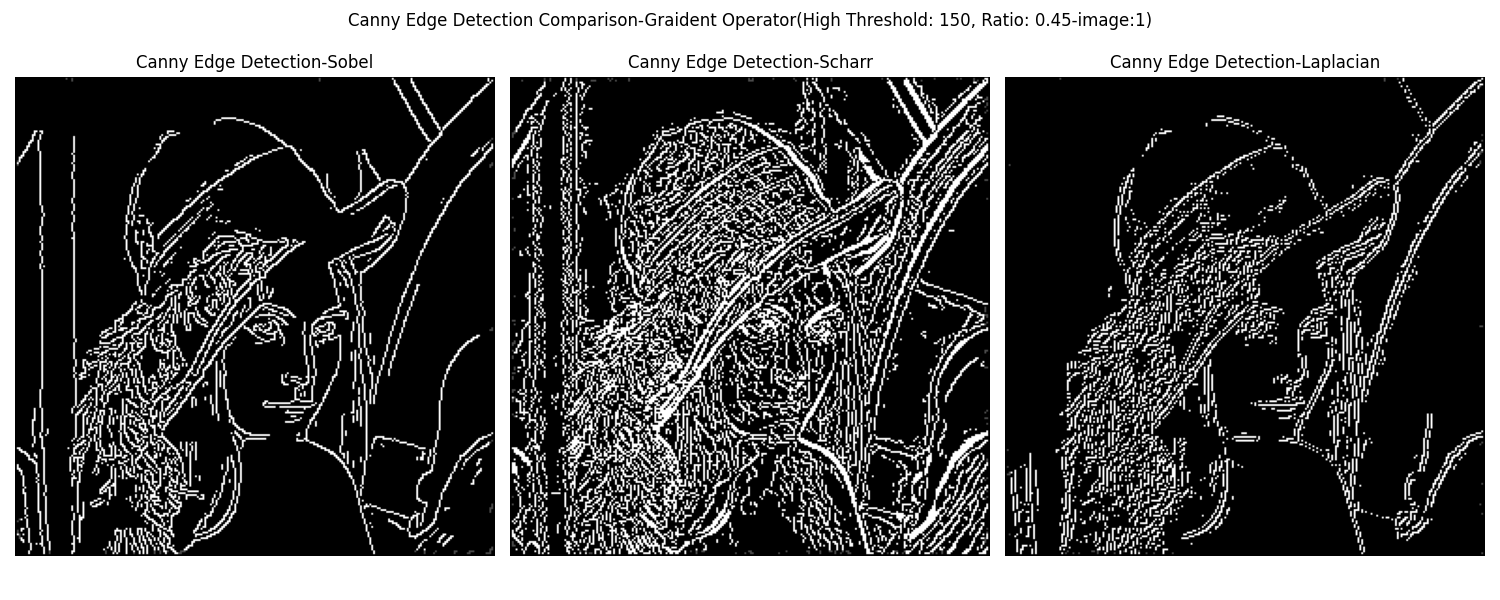 Canny Edge Detection Comparison-Graident Operator(High Threshold: 150, Ratio: 0.45-image:1)
Canny Edge Detection-Sobel
Canny Edge Detection-Scharr
Canny Edge Detection-Laplacian